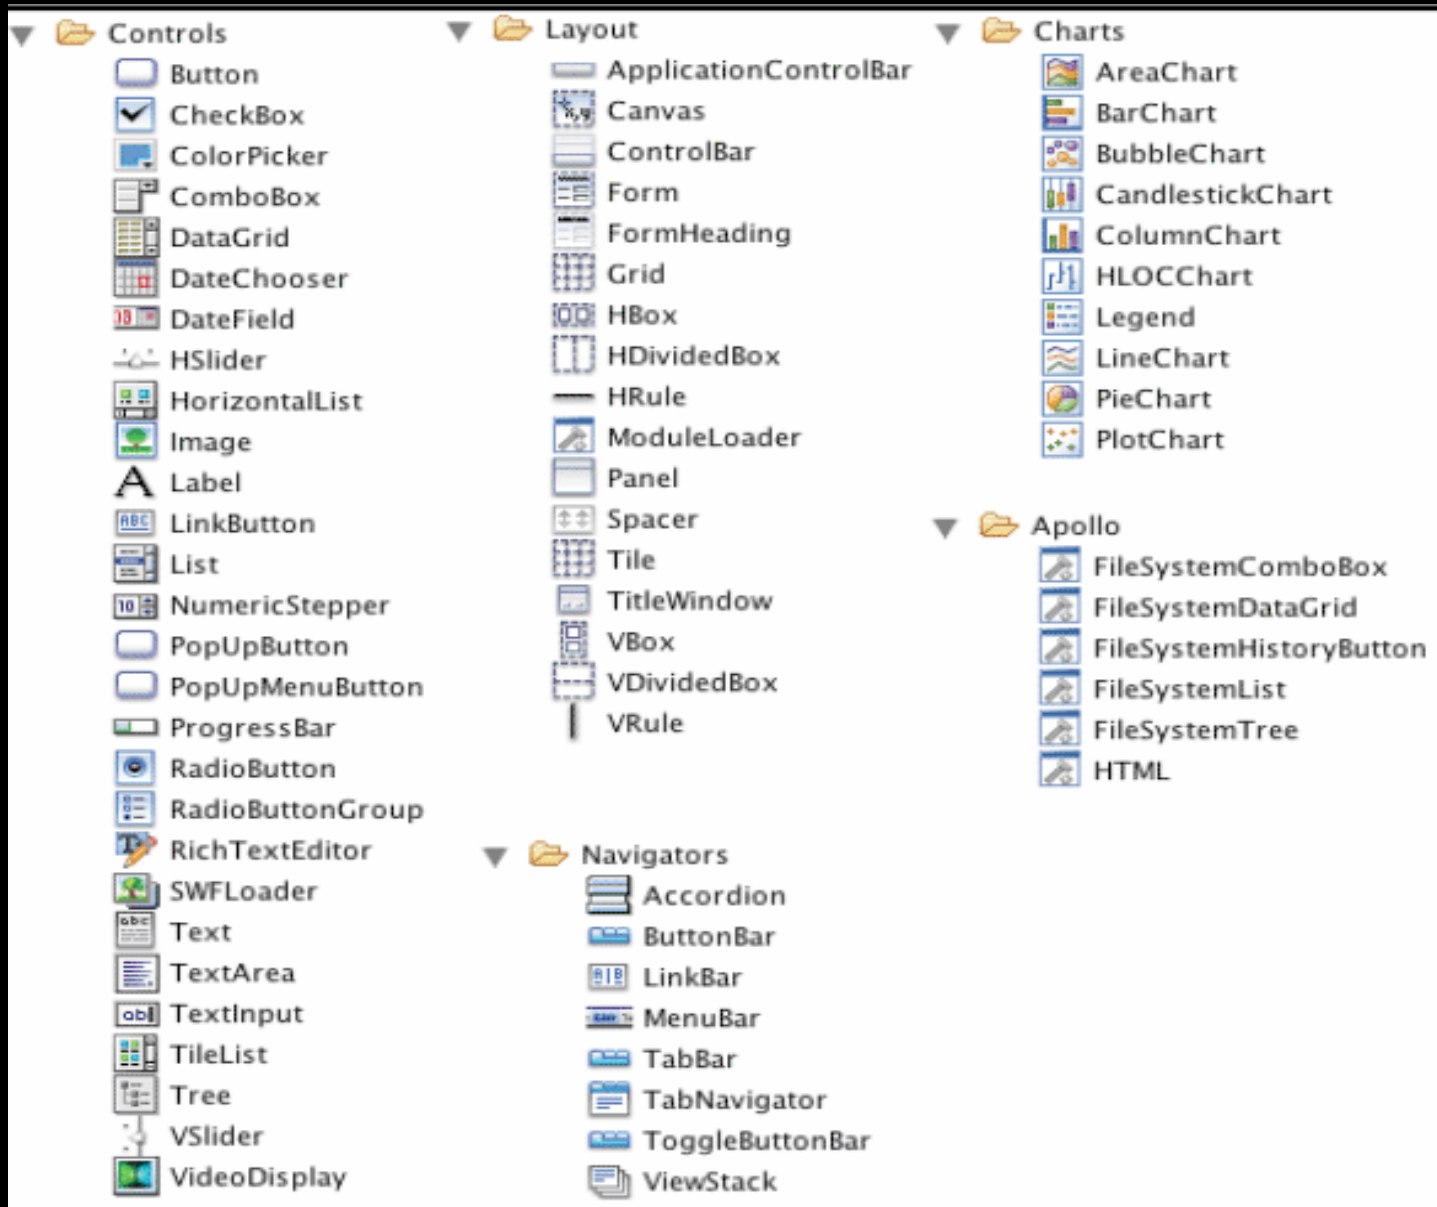 Controls
Button
CheckBox
ColorPicker
ComboBox
DataGrid
DateChooser
DateField
HSlider
HorizontalList
Image
Label
LinkButton
List
NumericStepper
PopUpButton
PopUpMenuButton
ProgressBar
RadioButton
RadioButtonGroup
RichTextEditor
SWFLoader
Text
TextArea
TextInput
TileList
Tree
VSlider
VideoDisplay
Layout
ApplicationControlBar
Canvas
ControlBar
Form
FormHeading
Grid
HBox
HDividedBox
HRule
ModuleLoader
Panel
Spacer
Tile
TitleWindow
VBox
VDividedBox
VRule
Navigators
Accordion
ButtonBar
LinkBar
MenuBar
TabBar
TabNavigator
ToggleButtonBar
ViewStack
Charts
AreaChart
BarChart
BubbleChart
CandlestickChart
ColumnChart
HLOCChart
Legend
LineChart
PieChart
PlotChart
Apollo
FileSystemComboBox
FileSystemDataGrid
FileSystemHistoryButton
FileSystemList
FileSystemTree
HTML